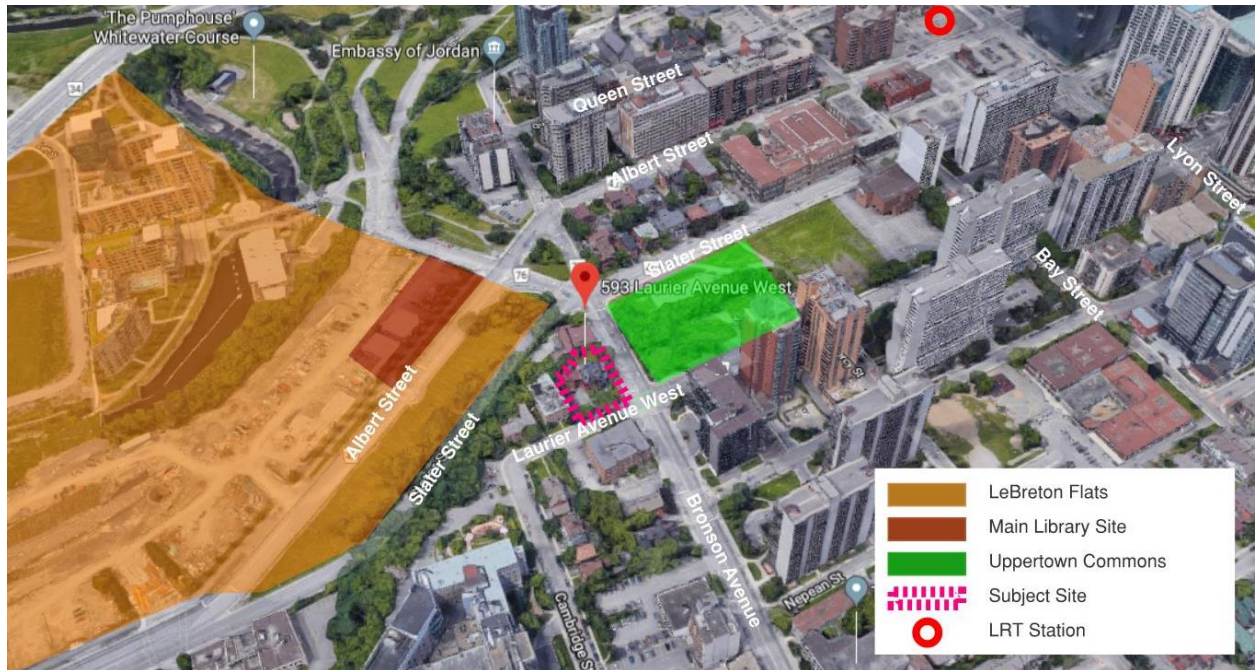 'The Pumphouse'
Whitewater Course
Embassy of Jordan
34
Queen Street
Albert Street
Lyon Street
Slater Street
76
593 Laurier Avenue West
Bay Street
Albert Street
Slater Street
Laurier Avenue West
Bronson Avenue
Cambridge St
Nepean St
LeBreton Flats
Main Library Site
Uppertown Commons
Subject Site
LRT Station